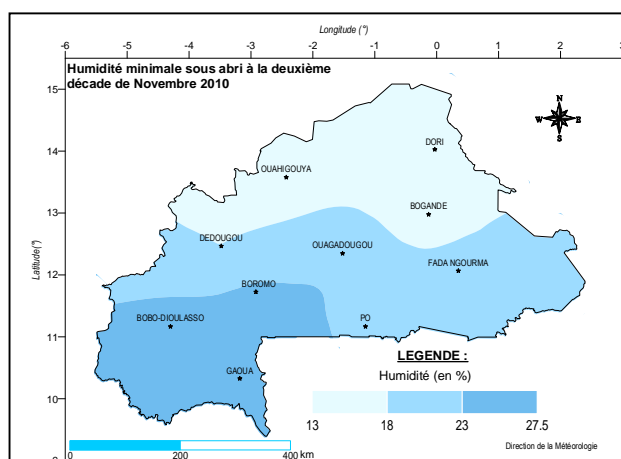 Longitude (°)
-6 -5 -4 -3 -2 -1 0 1 2 3
Humidité minimale sous abri à la deuxième
décade de Novembre 2010
15
N
W E
S
14
DORI
OUAHIGOUYA
13
BOGANDE
DEDOUGOU
OUAGADOUGOU
Latitude(°)
12
FADA NGOURMA
BOROMO
11
BOBO-DIOULASSO
PO
LEGENDE :
GAOUA
Humidité (en %)
10
13 18 23 27.5
Direction de la Météorologie
0 200 400 km